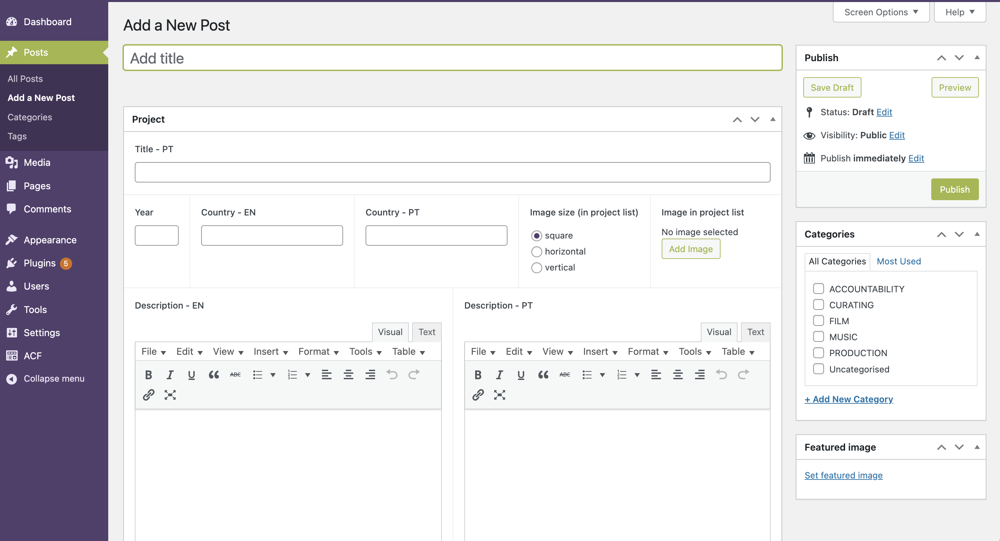 Dashboard
Posts
All Posts
Add a New Post
Categories
Tags
Media
Pages
Comments
Appearance
Plugins 5
Users
Tools
Settings
ACF
Collapse menu
Screen Options ▼
Help ▼
Add a New Post
Add title
Project
Title - PT
Year
Country - EN
Country - PT
Image size (in project list)
square
horizontal
vertical
Image in project list
No image selected
Add Image
Description - EN
Visual Text
File Edit View Insert Format Tools Table
B I U ABC
Description - PT
Visual Text
File Edit View Insert Format Tools Table
B I U ABC
Publish
Save Draft
Preview
Status: Draft Edit
Visibility: Public Edit
Publish immediately Edit
Publish
Categories
All Categories Most Used
ACCOUNTABILITY
CURATING
FILM
MUSIC
PRODUCTION
Uncategorised
+ Add New Category
Featured image
Set featured image